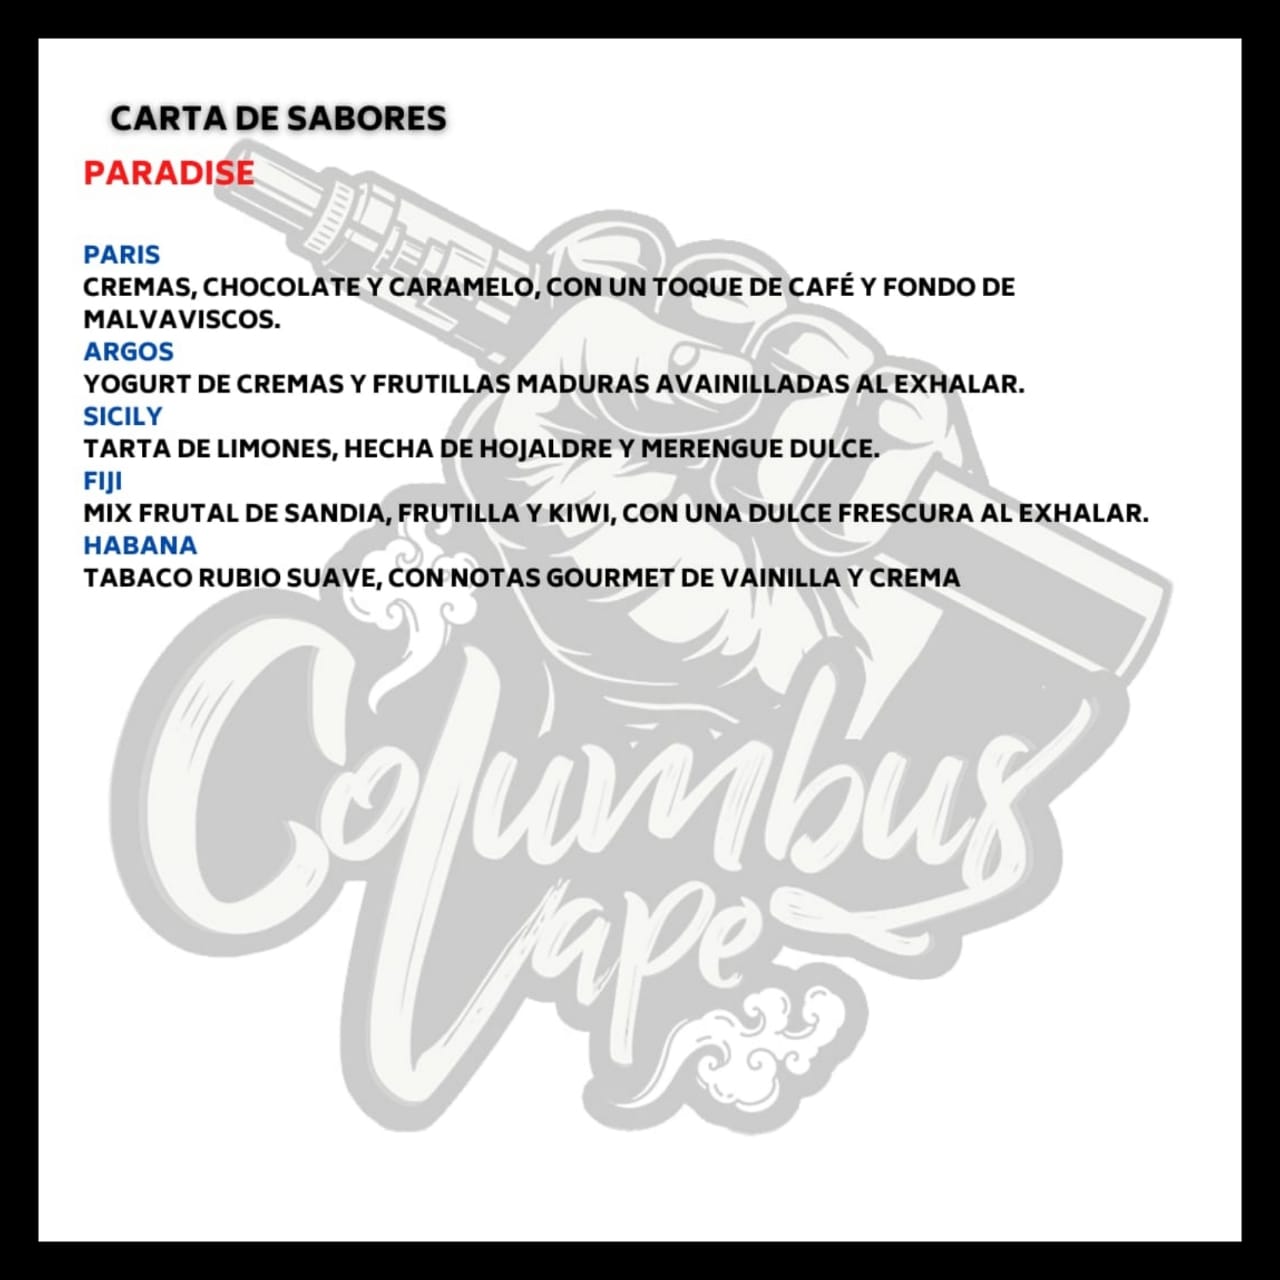 CARTA DE SABORES
PARADISE
PARIS
CREMAS, CHOCOLATE Y CARAMELO, CON UN TOQUE DE CAFÉ Y FONDO DE
MALVAVISCOS.
ARGOS
YOGURT DE CREMAS Y FRUTILLAS MADURAS AVAINILLADAS AL EXHALAR.
SICILY
TARTA DE LIMONES, HECHA DE HOJALDRE Y MERENGUE DULCE.
FIJI
MIX FRUTAL DE SANDIA, FRUTILLA Y KIWI, CON UNA DULCE FRESCURA AL EXHALAR.
HABANA
TABACO RUBIO SUAVE, CON NOTAS GOURMET DE VAINILLA Y CREMA
Columbus
Vape